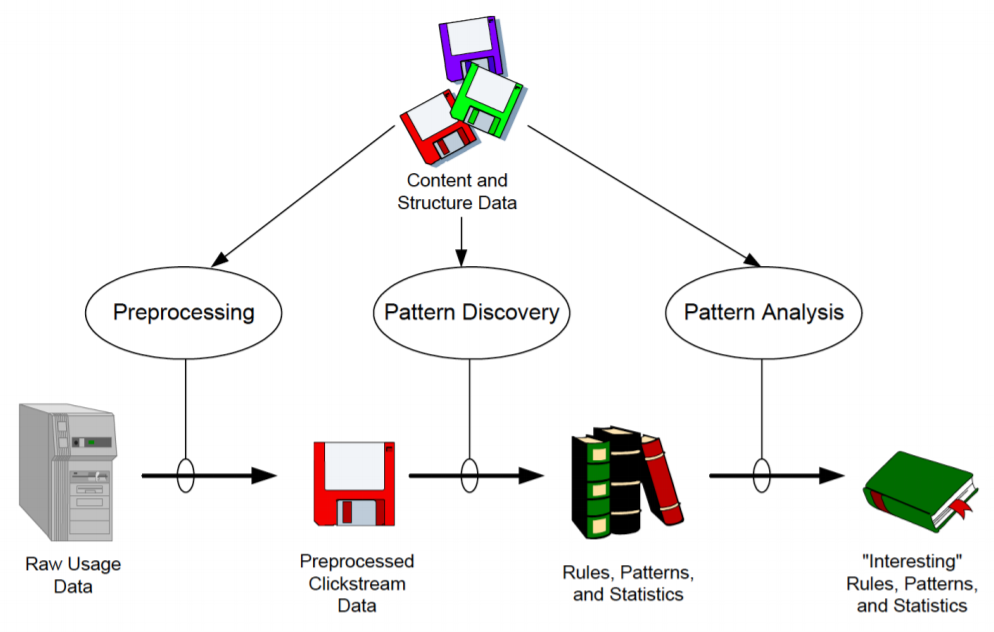 Content and
Structure Data
Preprocessing
Pattern Discovery
Pattern Analysis
Raw Usage
Data
Preprocessed
Clickstream
Data
Rules, Patterns,
and Statistics
"Interesting"
Rules, Patterns,
and Statistics